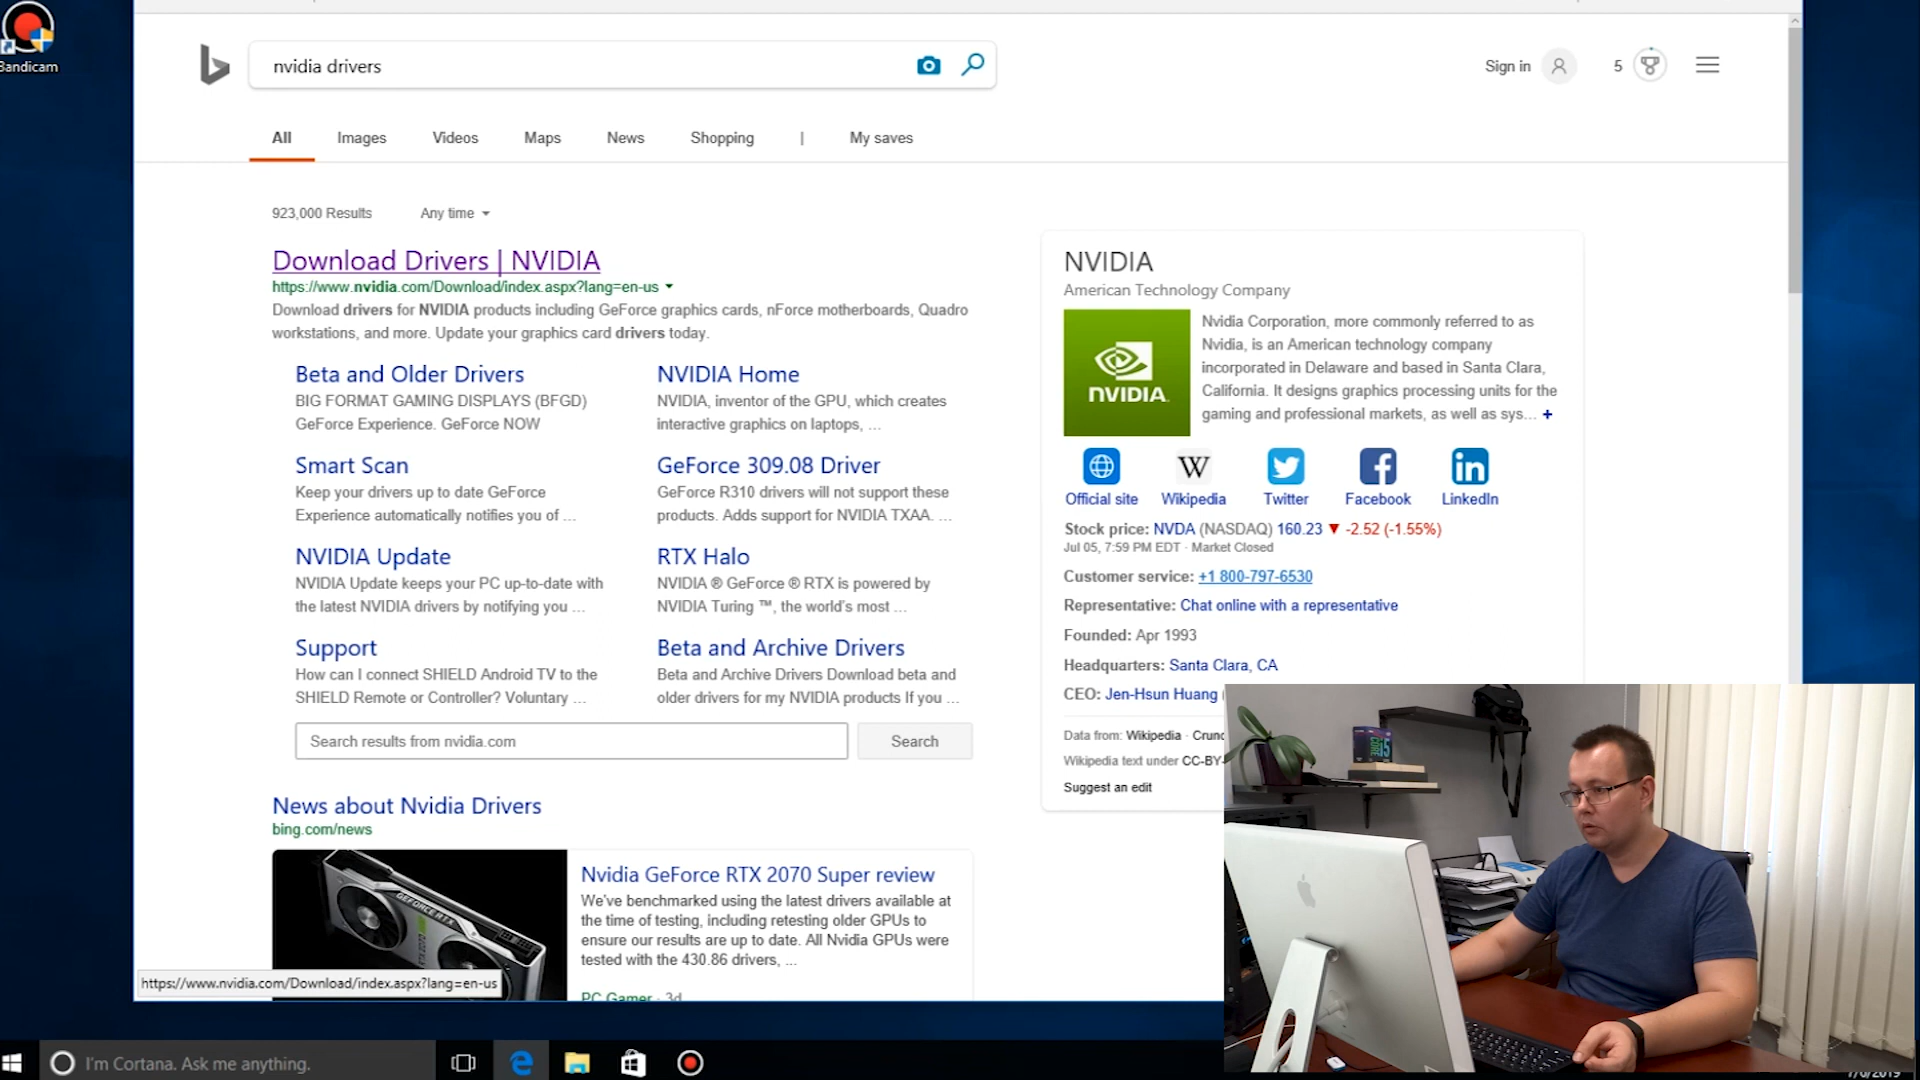 Bandicam
nvidia drivers
Sign in
5
All
Images
Videos
Maps
News
Shopping
|
My saves
923,000 Results
Any time
Download Drivers | NVIDIA
https://www.nvidia.com/Download/index.aspx?lang=en-us
Download drivers for NVIDIA products including GeForce graphics cards, nForce motherboards, Quadro
workstations, and more. Update your graphics card drivers today.
Beta and Older Drivers
BIG FORMAT GAMING DISPLAYS (BFGD)
GeForce Experience. GeForce NOW
NVIDIA Home
NVIDIA, inventor of the GPU, which creates
interactive graphics on laptops, ...
Smart Scan
Keep your drivers up to date GeForce
Experience automatically notifies you of ...
GeForce 309.08 Driver
GeForce R310 drivers will not support these
products. Adds support for NVIDIA TXAA. ...
NVIDIA Update
NVIDIA Update keeps your PC up-to-date with
the latest NVIDIA drivers by notifying you ...
RTX Halo
NVIDIA ® GeForce ® RTX is powered by
NVIDIA Turing ™, the world's most ...
Support
How can I connect SHIELD Android TV to the
SHIELD Remote or Controller? Voluntary ...
Beta and Archive Drivers
Beta and Archive Drivers Download beta and
older drivers for my NVIDIA products If you ...
Search results from nvidia.com
Search
News about Nvidia Drivers
bing.com/news
GEFORCE RTX
Nvidia GeForce RTX 2070 Super review
We've benchmarked using the latest drivers available at
the time of testing, including retesting older GPUs to
ensure our results are up to date. All Nvidia GPUs were
tested with the 430.86 drivers, ...
PC Gamer · 3d
https://www.nvidia.com/Download/index.aspx?lang=en-us
NVIDIA
American Technology Company
NVIDIA
Nvidia Corporation, more commonly referred to as
Nvidia, is an American technology company
incorporated in Delaware and based in Santa Clara,
California. It designs graphics processing units for the
gaming and professional markets, as well as sys... +
Official site
Wikipedia
Twitter
Facebook
LinkedIn
Stock price: NVDA (NASDAQ) 160.23 ▼ -2.52 (-1.55%)
Jul 05, 7:59 PM EDT · Market Closed
Customer service: +1 800-797-6530
Representative: Chat online with a representative
Founded: Apr 1993
Headquarters: Santa Clara, CA
CEO: Jen-Hsun Huang (
Data from: Wikipedia · Crunc
Wikipedia text under CC-BY-
Suggest an edit
CORE i5
I'm Cortana. Ask me anything.
7/6/2019